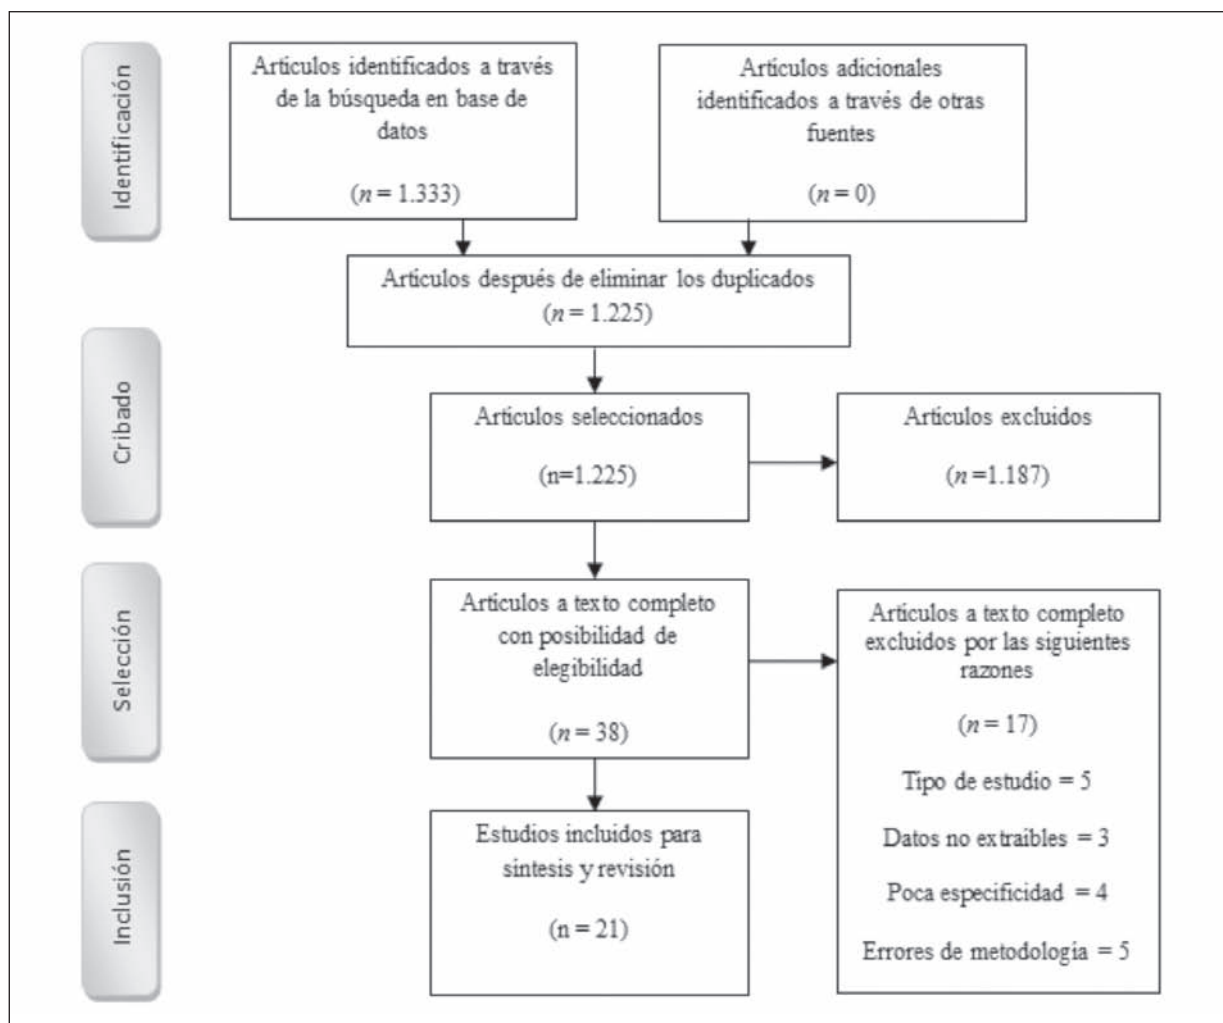 Identificación
Artículos identificados a través
de la búsqueda en base de
datos
(n = 1.333)
Artículos adicionales
identificados a través de otras
fuentes
(n = 0)
Artículos después de eliminar los duplicados
(n = 1.225)
Cribado
Artículos seleccionados
(n=1.225)
Artículos excluidos
(n =1.187)
Selección
Artículos a texto completo
con posibilidad de
elegibilidad
(n = 38)
Artículos a texto completo
excluidos por las siguientes
razones
(n = 17)
Tipo de estudio = 5
Datos no extraíbles = 3
Poca especificidad = 4
Errores de metodología = 5
Inclusión
Estudios incluidos para
síntesis y revisión
(n = 21)